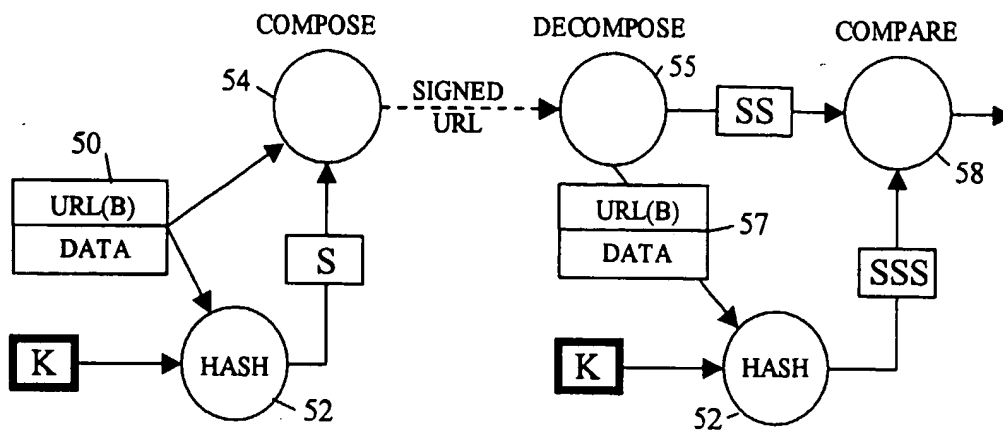 COMPOSE
DECOMPOSE
COMPARE
54
55
SIGNED
URL
SS
50
58
URL(B)
DATA
URL(B)
DATA
57
S
SSS
K
HASH
K
HASH
52
52